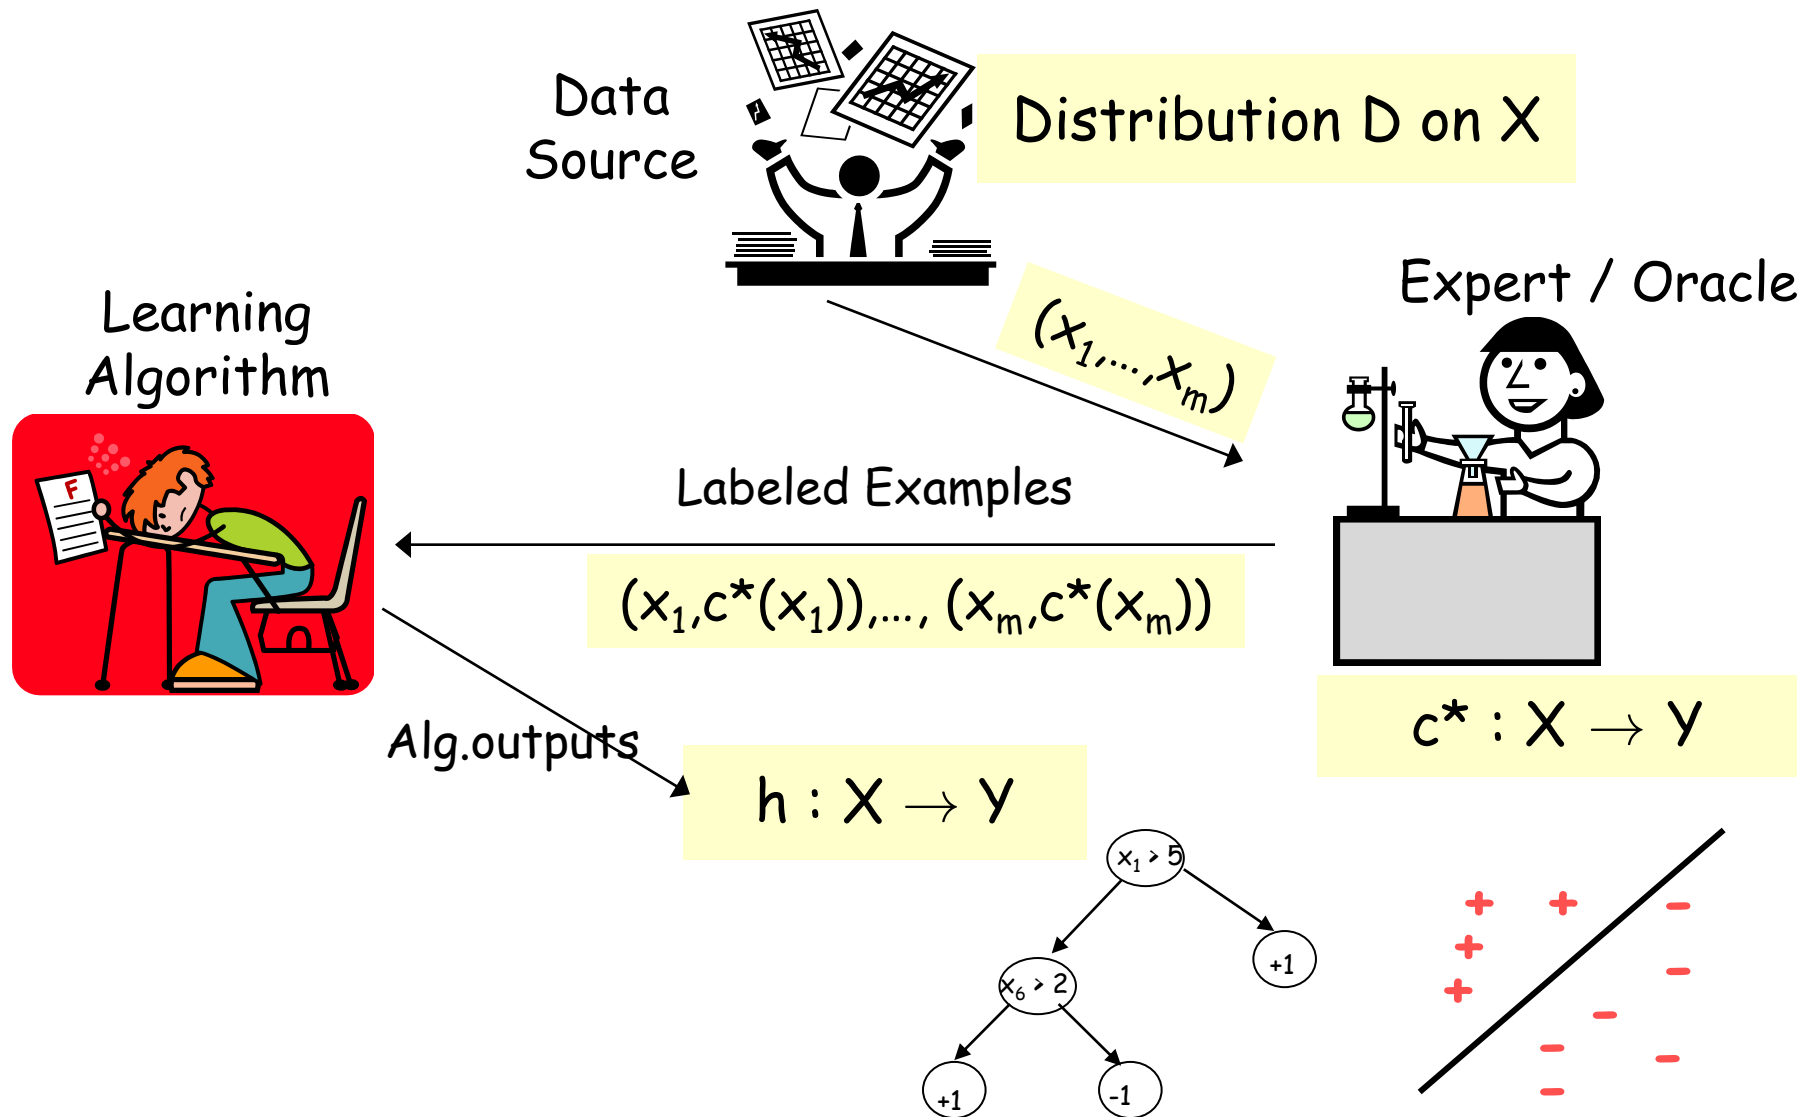 Data
Source
Distribution D on X
Expert / Oracle
(x₁,...,xₘ)
Learning
Algorithm
F
Labeled Examples
(x₁,c*(x₁)),..., (xₘ,c*(xₘ))
c* : X → Y
Alg.outputs
h : X → Y
x₁ > 5
+1
x₆ > 2
+1
-1
+ + −
+
−
+
−
−
−
−